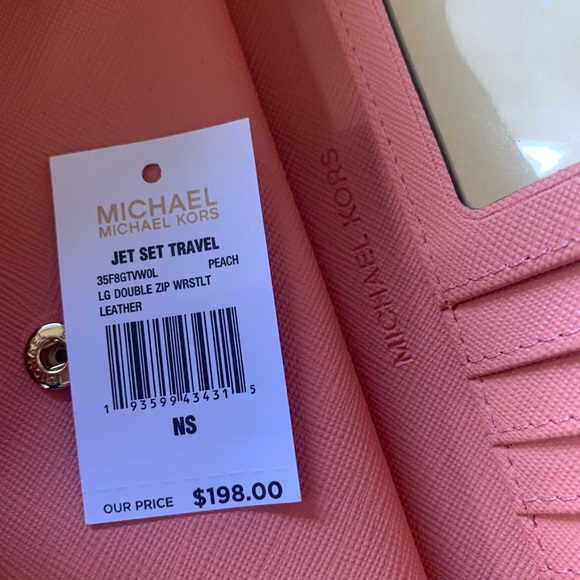 MICHAEL
MICHAEL KORS
JET SET TRAVEL
35F8GTVW0L PEACH
LG DOUBLE ZIP WRSTLT
LEATHER
1 93599 43431 5
NS
OUR PRICE $198.00
MICHAEL KORS